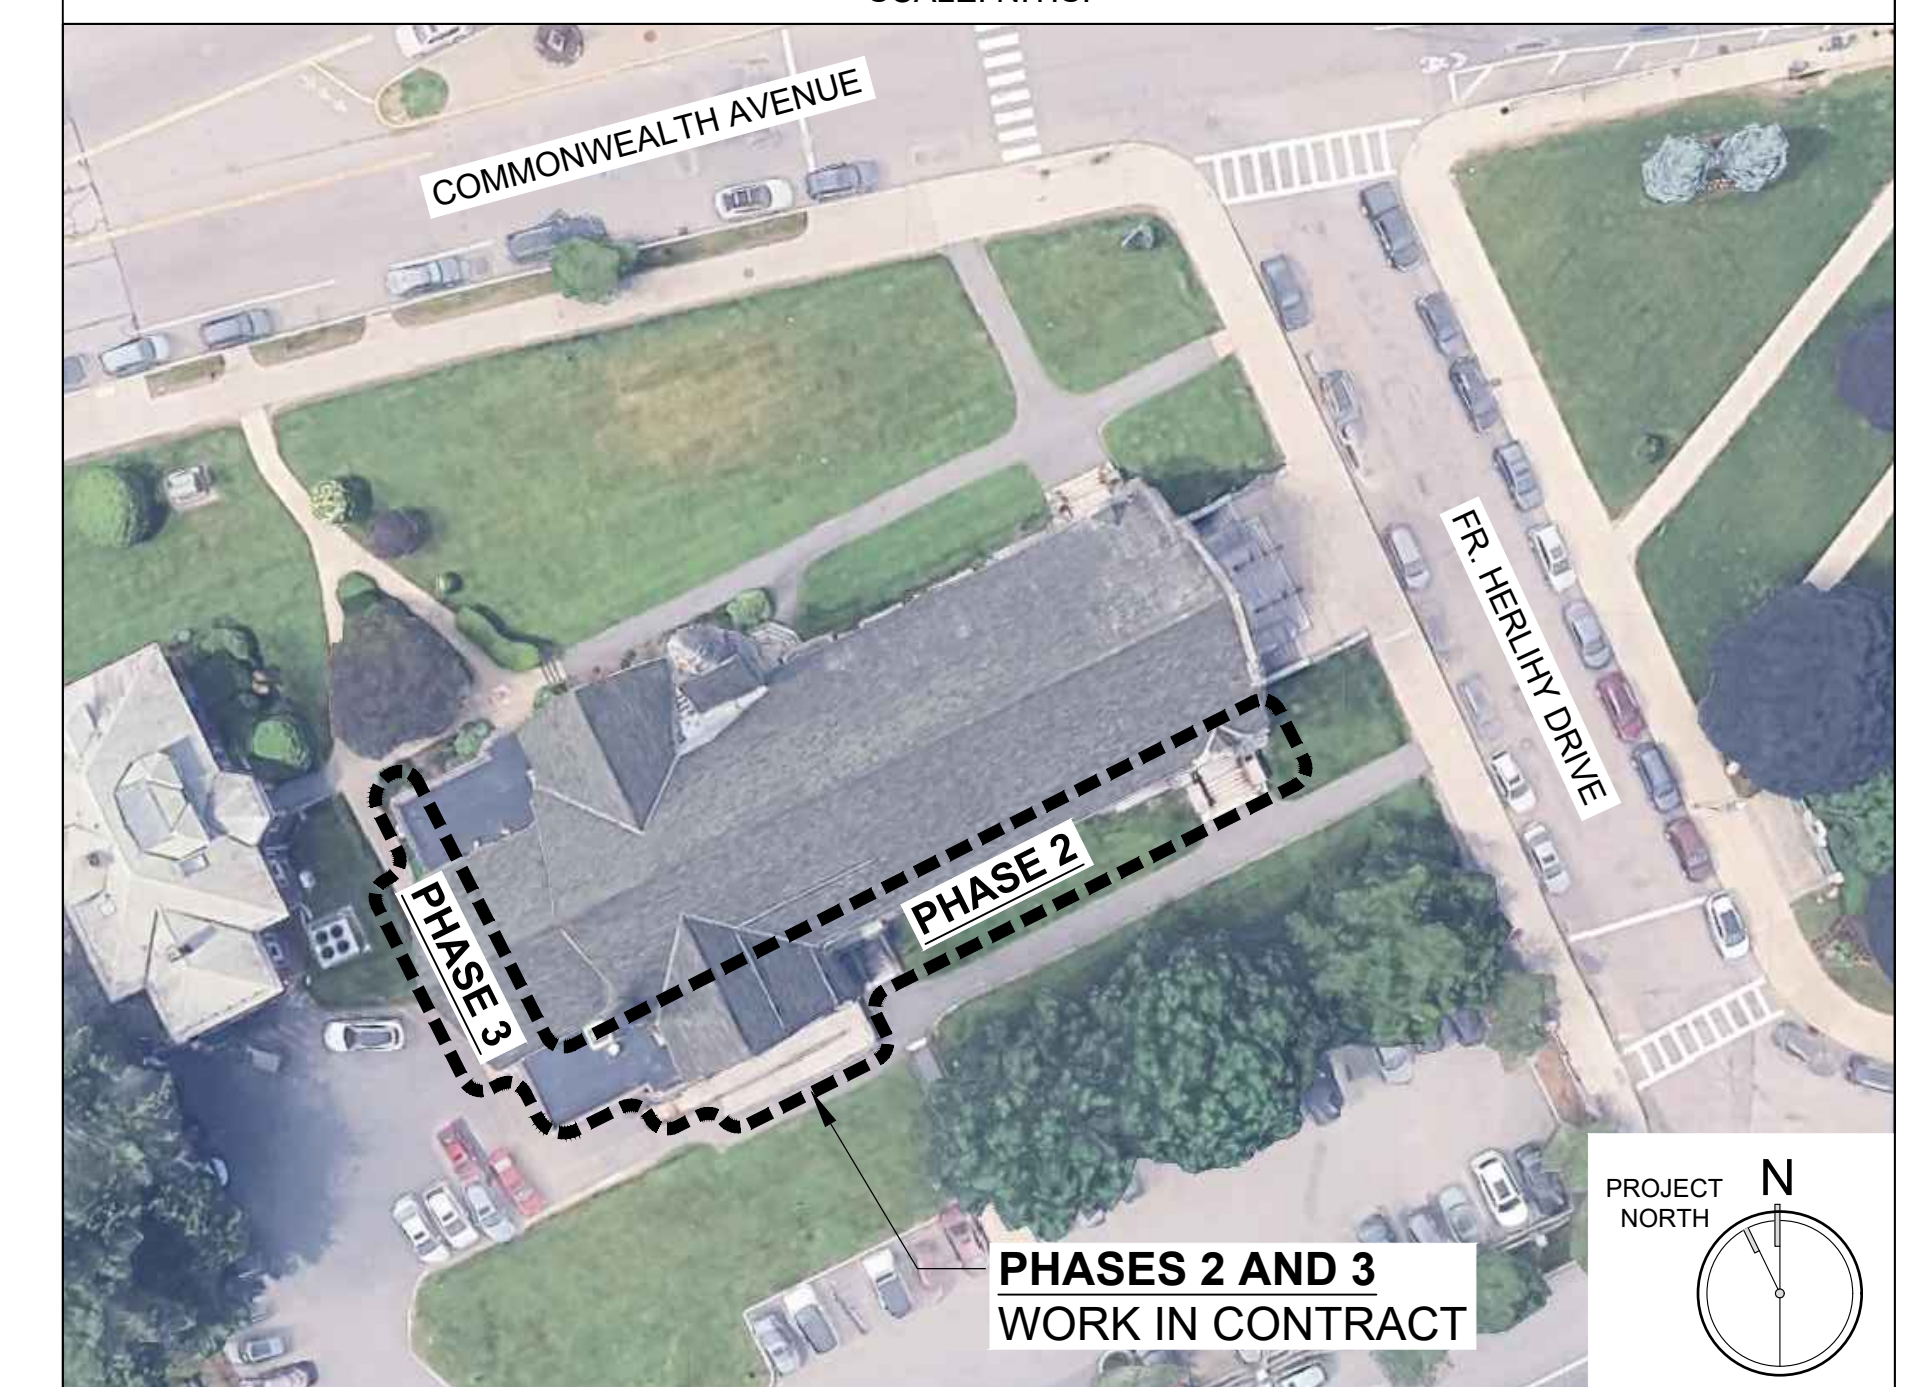 COMMONWEALTH AVENUE
FR. HERLIHY DRIVE
PHASE 2
PHASE 3
PROJECT
NORTH
N
PHASES 2 AND 3
WORK IN CONTRACT